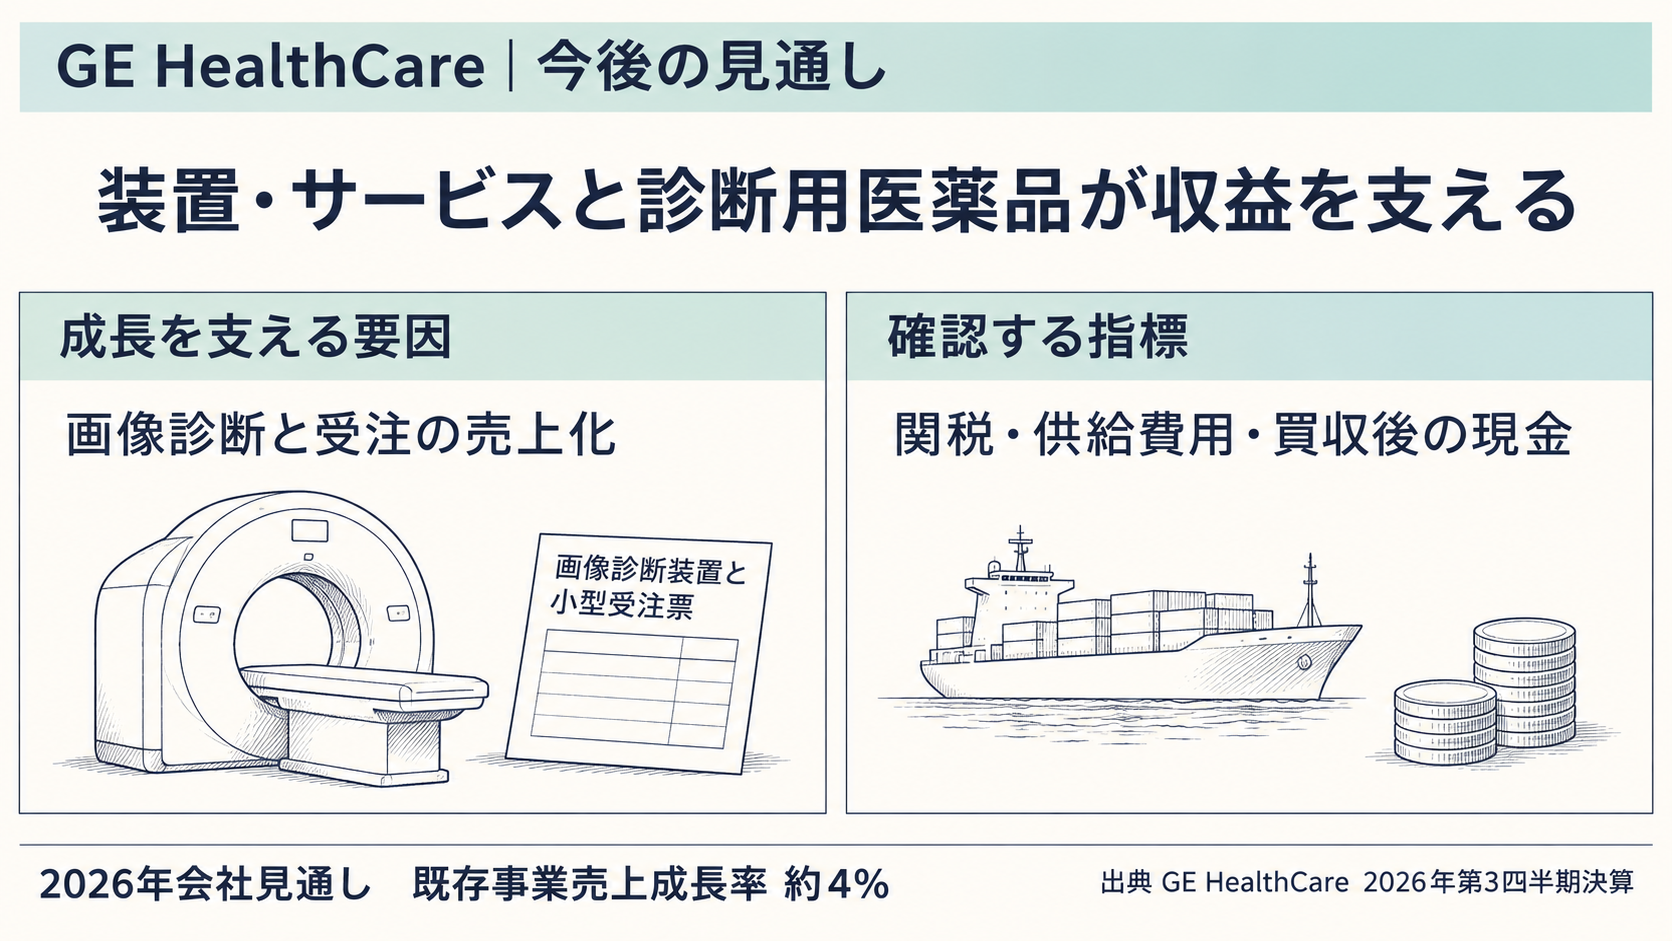 GE HealthCare｜今後の見通し
装置・サービスと診断用医薬品が収益を支える
成長を支える要因
画像診断と受注の売上化
画像診断装置と
小型受注票
確認する指標
関税・供給費用・買収後の現金
2026年会社見通し　既存事業売上成長率 約4%
出典 GE HealthCare 2026年第3四半期決算